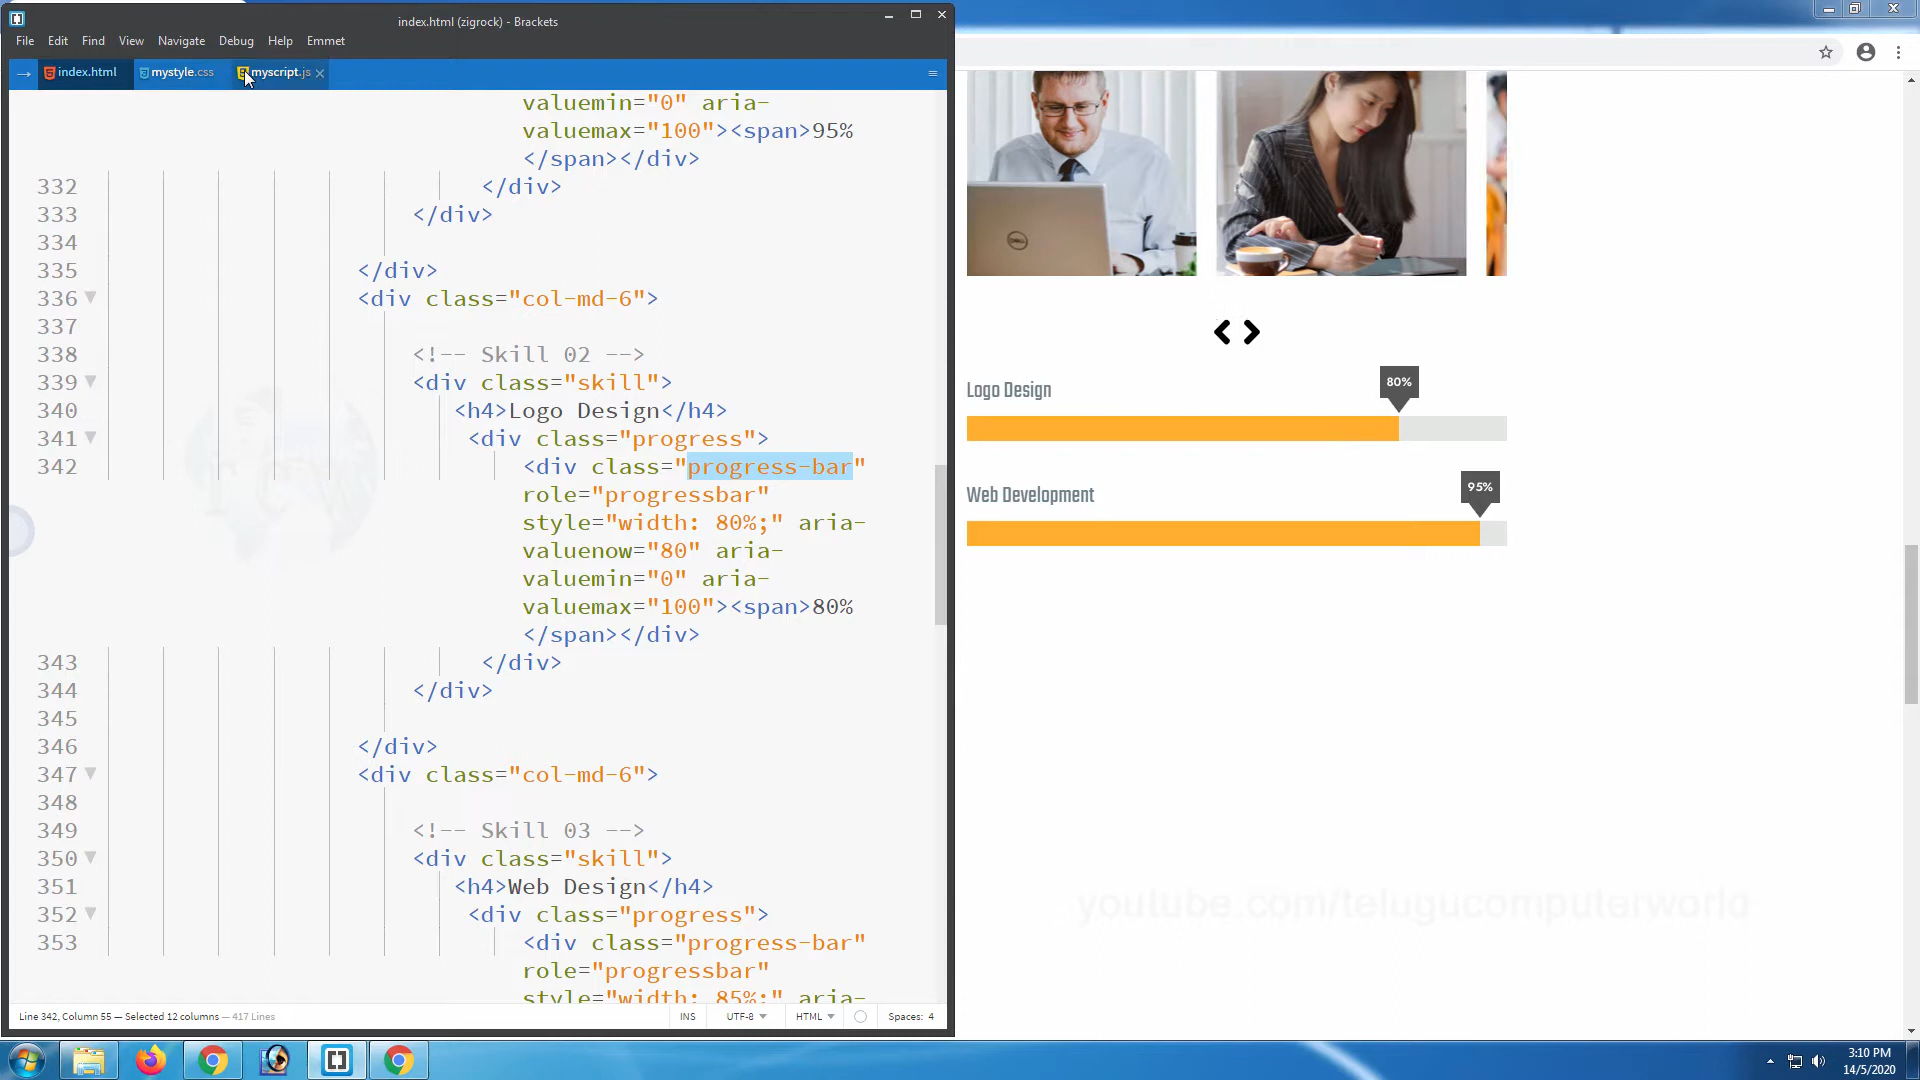 index.html (zigrock) - Brackets
File Edit Find View Navigate Debug Help Emmet
index.html mystyle.css myscript.js
valuemin="0" aria-
valuemax="100"><span>95%
</span></div>
332 </div>
333 </div>
334
335 </div>
336 <div class="col-md-6">
337
338 <!-- Skill 02 -->
339 <div class="skill">
340 <h4>Logo Design</h4>
341 <div class="progress">
342 <div class="progress-bar"
role="progressbar"
style="width: 80%;" aria-
valuenow="80" aria-
valuemin="0" aria-
valuemax="100"><span>80%
</span></div>
343 </div>
344 </div>
345
346 </div>
347 <div class="col-md-6">
348
349 <!-- Skill 03 -->
350 <div class="skill">
351 <h4>Web Design</h4>
352 <div class="progress">
353 <div class="progress-bar"
role="progressbar"
style="width: 85%;" aria-
Line 342, Column 55 — Selected 12 columns — 417 Lines
INS UTF-8 HTML Spaces: 4
DELL
Logo Design
80%
Web Development
95%
youtube.com/telugucomputerworld
3:10 PM
14/5/2020